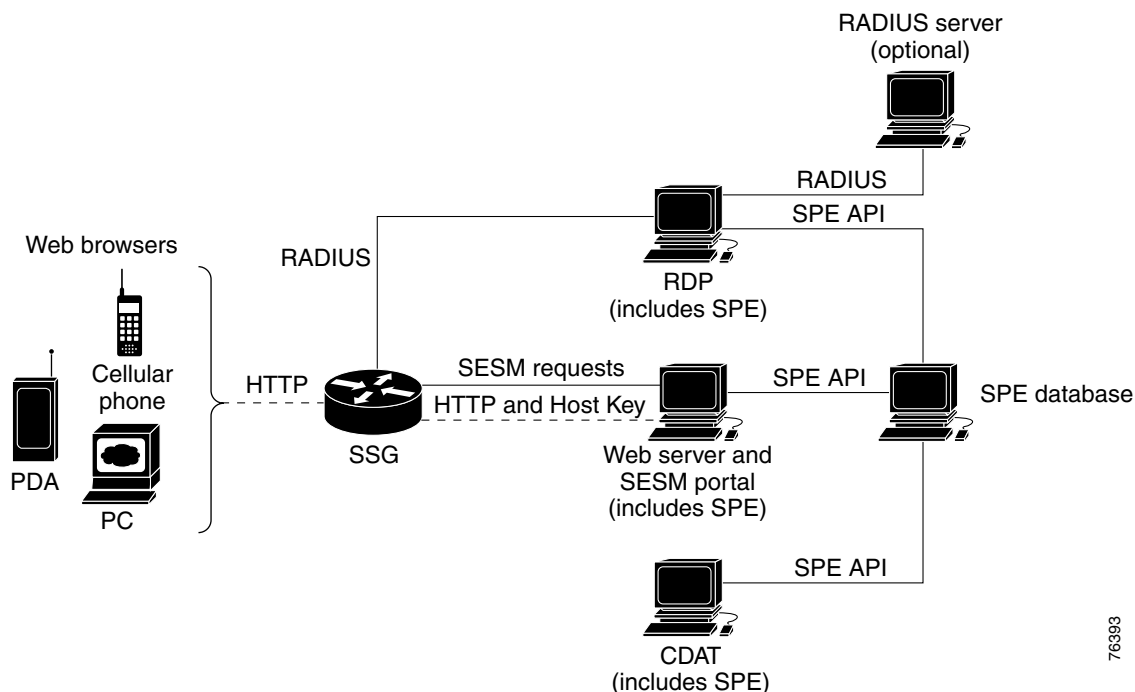 RADIUS server
(optional)
RADIUS
SPE API
Web browsers
RADIUS
RDP
(includes SPE)
Cellular
phone
HTTP
SESM requests
SPE API
SPE database
HTTP and Host Key
SSG
Web server and
SESM portal
(includes SPE)
PDA
PC
SPE API
CDAT
(includes SPE)
76393